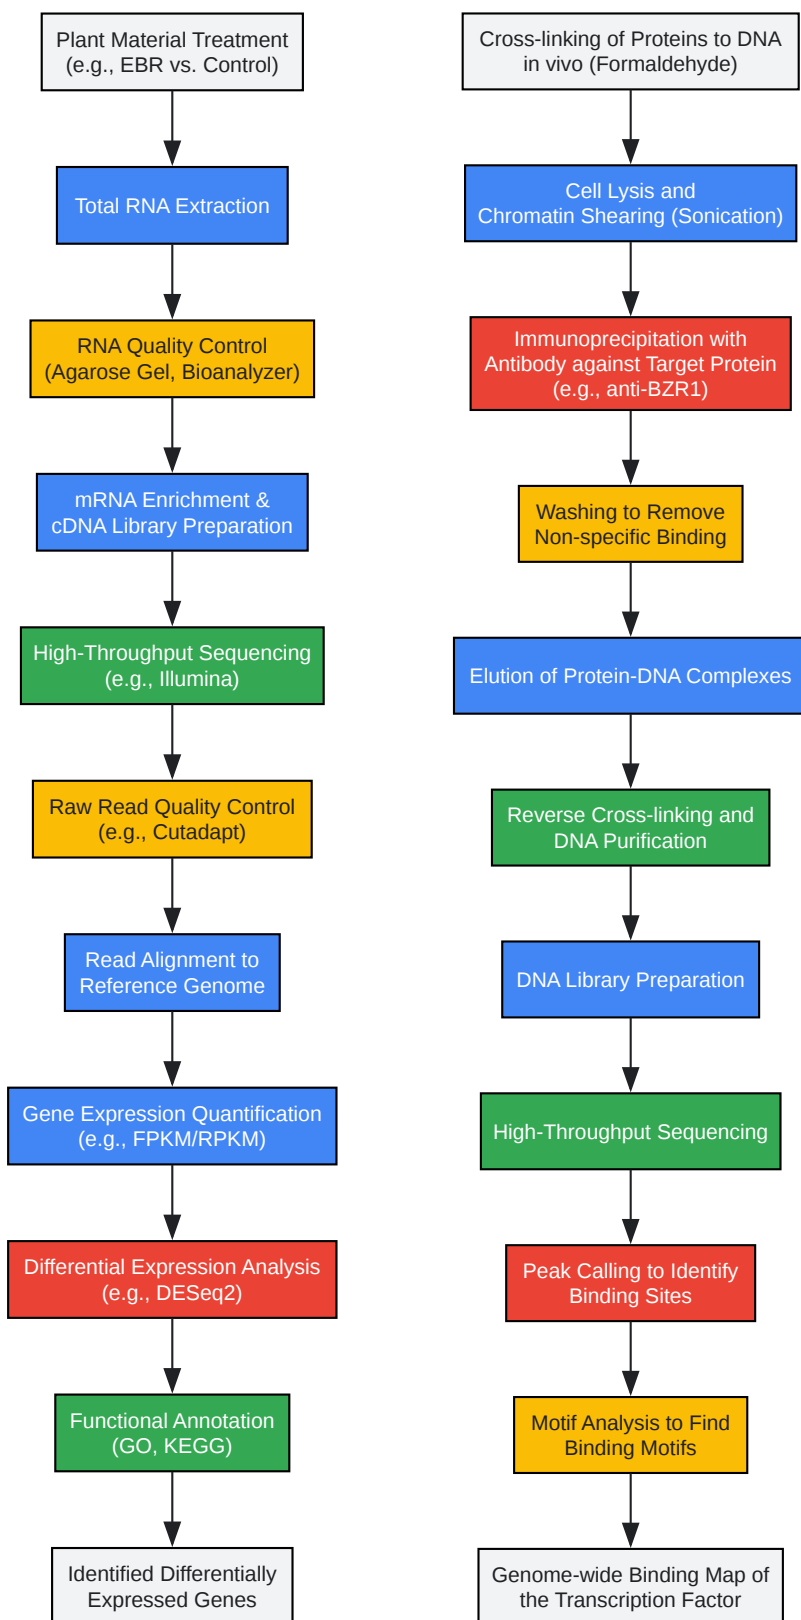 Plant Material Treatment
(e.g., EBR vs. Control)
Total RNA Extraction
RNA Quality Control
(Agarose Gel, Bioanalyzer)
mRNA Enrichment &
cDNA Library Preparation
High-Throughput Sequencing
(e.g., Illumina)
Raw Read Quality Control
(e.g., Cutadapt)
Read Alignment to
Reference Genome
Gene Expression Quantification
(e.g., FPKM/RPKM)
Differential Expression Analysis
(e.g., DESeq2)
Functional Annotation
(GO, KEGG)
Identified Differentially
Expressed Genes
Cross-linking of Proteins to DNA
in vivo (Formaldehyde)
Cell Lysis and
Chromatin Shearing (Sonication)
Immunoprecipitation with
Antibody against Target Protein
(e.g., anti-BZR1)
Washing to Remove
Non-specific Binding
Elution of Protein-DNA Complexes
Reverse Cross-linking and
DNA Purification
DNA Library Preparation
High-Throughput Sequencing
Peak Calling to Identify
Binding Sites
Motif Analysis to Find
Binding Motifs
Genome-wide Binding Map of
the Transcription Factor